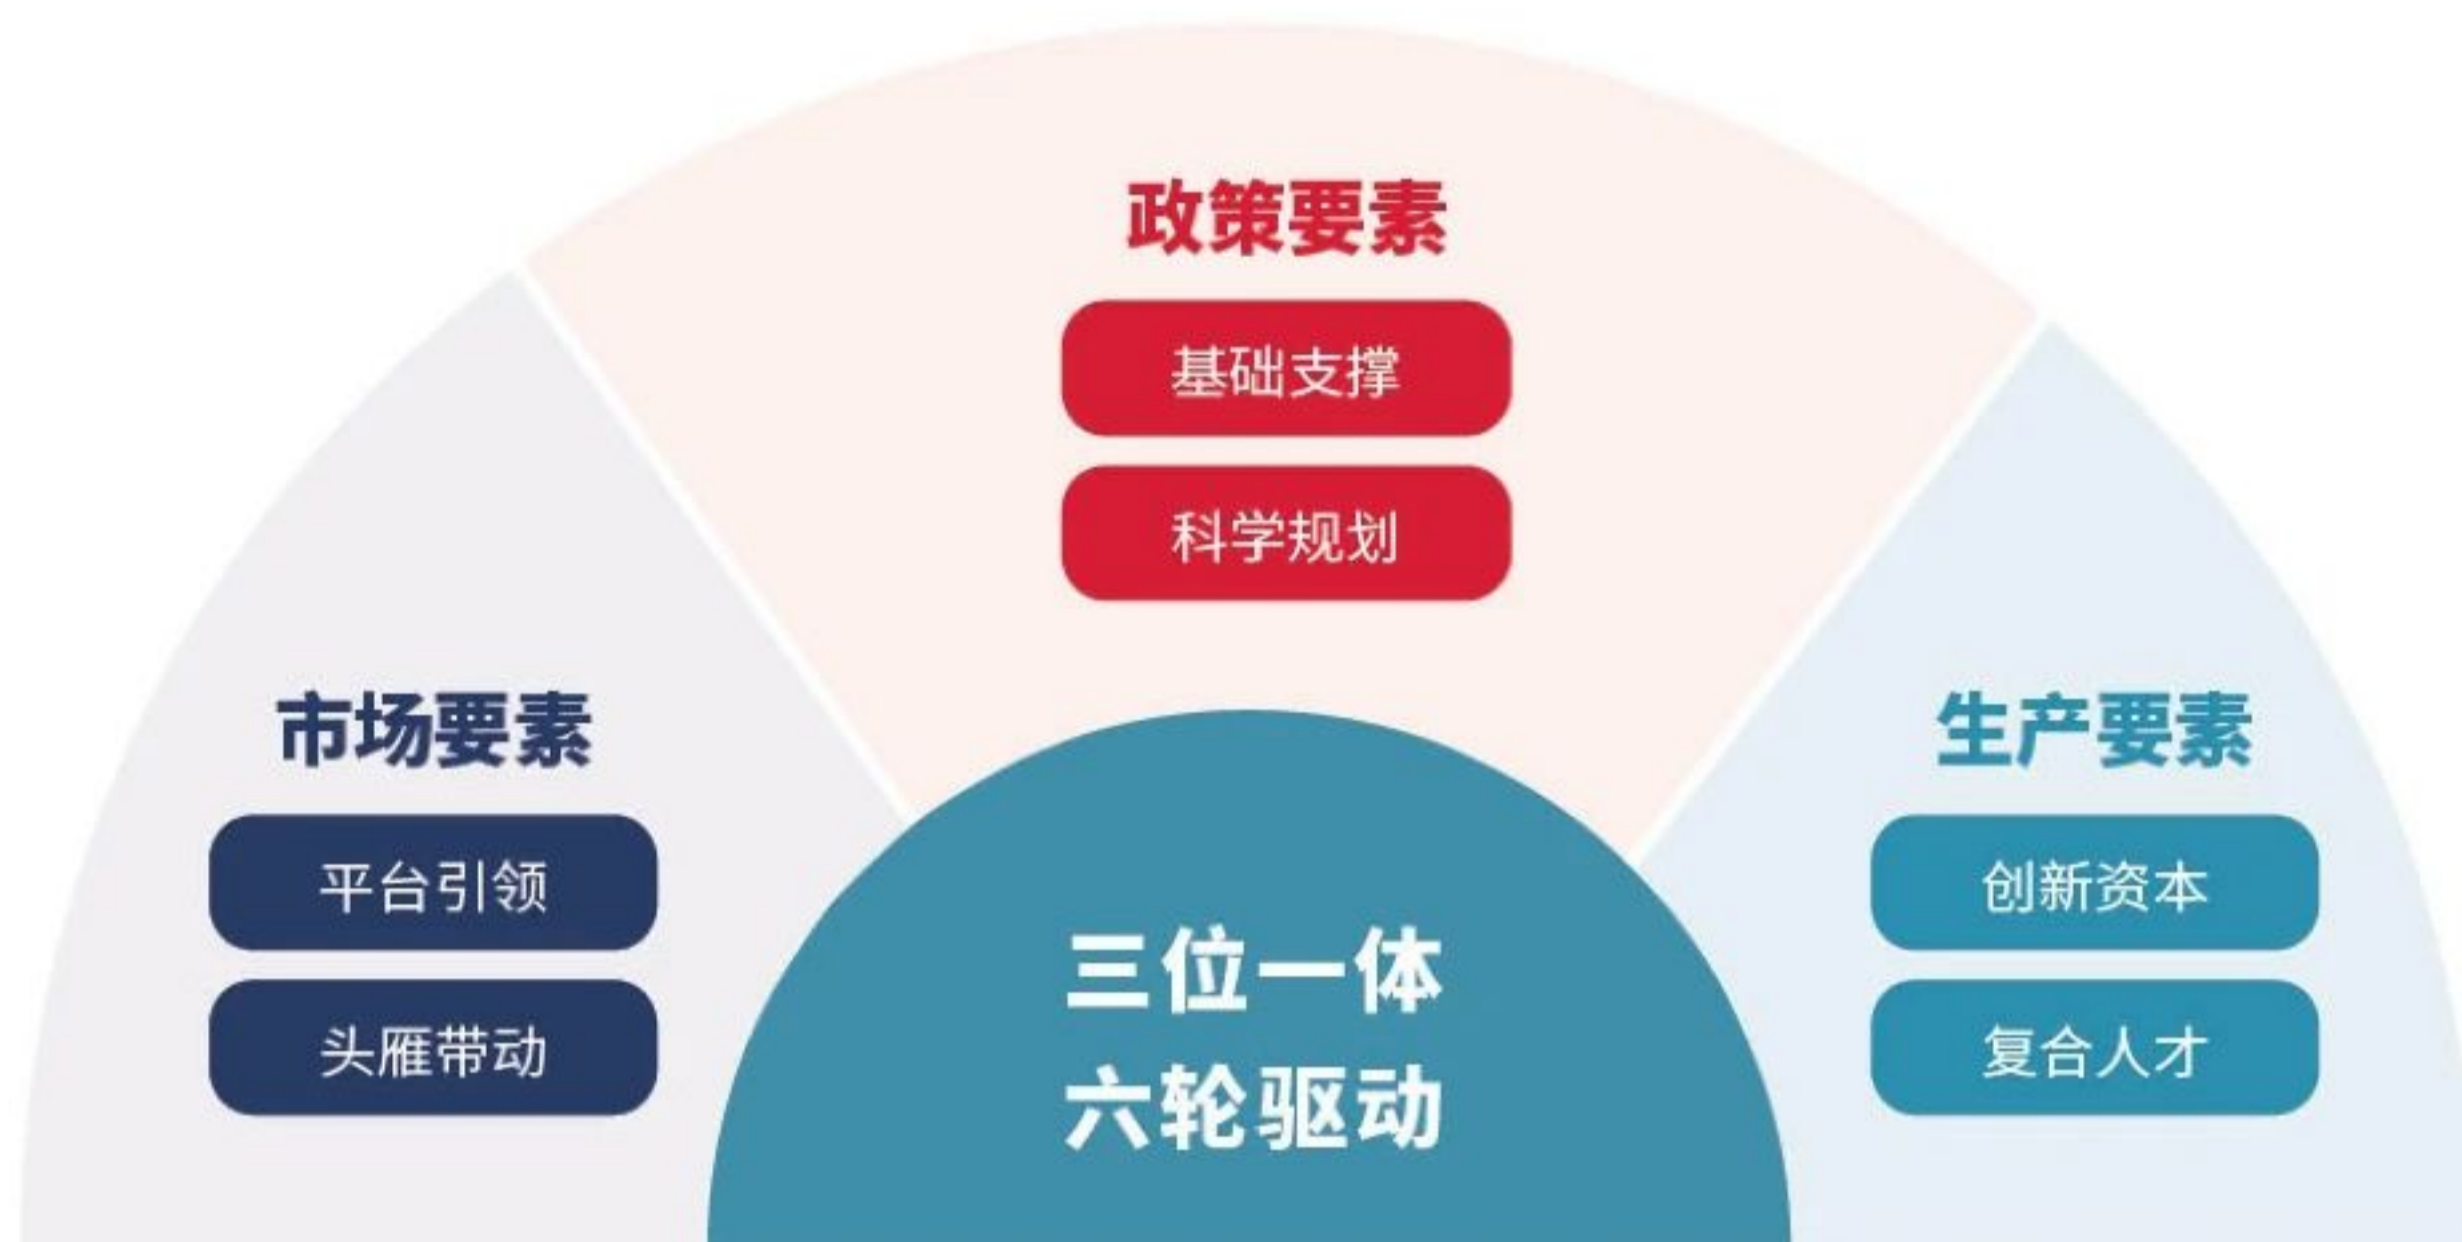 政策要素
基础支撑
科学规划
市场要素
平台引领
头雁带动
三位一体
六轮驱动
生产要素
创新资本
复合人才